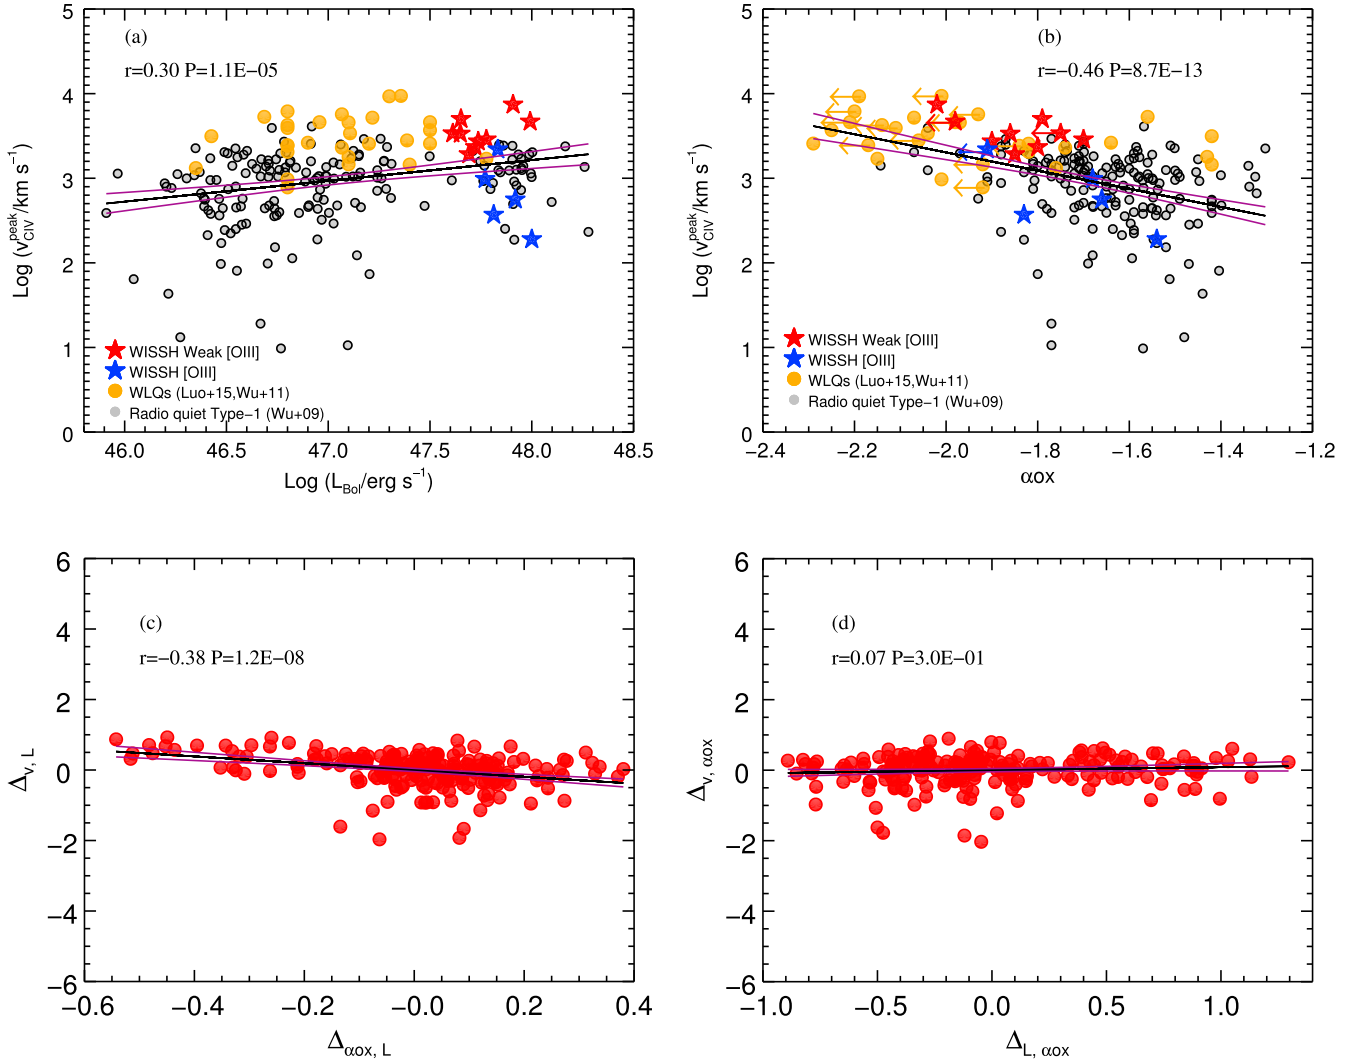 (a)
r=0.30 P=1.1E−05
Log (v_CIV^peak/km s^−1)
5
4
3
2
1
0
WISSH Weak [OIII]
WISSH [OIII]
WLQs (Luo+15,Wu+11)
Radio quiet Type−1 (Wu+09)
46.0 46.5 47.0 47.5 48.0 48.5
Log (L_Bol/erg s^−1)
(b)
r=−0.46 P=8.7E−13
Log (v_CIV^peak/km s^−1)
5
4
3
2
1
0
WISSH Weak [OIII]
WISSH [OIII]
WLQs (Luo+15,Wu+11)
Radio quiet Type−1 (Wu+09)
−2.4 −2.2 −2.0 −1.8 −1.6 −1.4 −1.2
αox
(c)
r=−0.38 P=1.2E−08
Δ_v, L
6
4
2
0
−2
−4
−6
−0.6 −0.4 −0.2 −0.0 0.2 0.4
Δ_αox, L
(d)
r=0.07 P=3.0E−01
Δ_v, αox
6
4
2
0
−2
−4
−6
−1.0 −0.5 0.0 0.5 1.0
Δ_L, αox